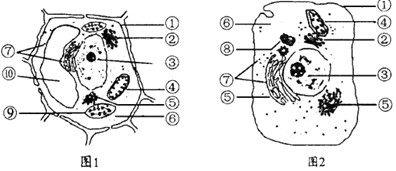 ① ⑥ ①
② ④
⑦ ③ ⑧ ②
⑩ ④ ⑦ ③
⑤ ⑤ ⑤
⑨ ⑥
图1 图2